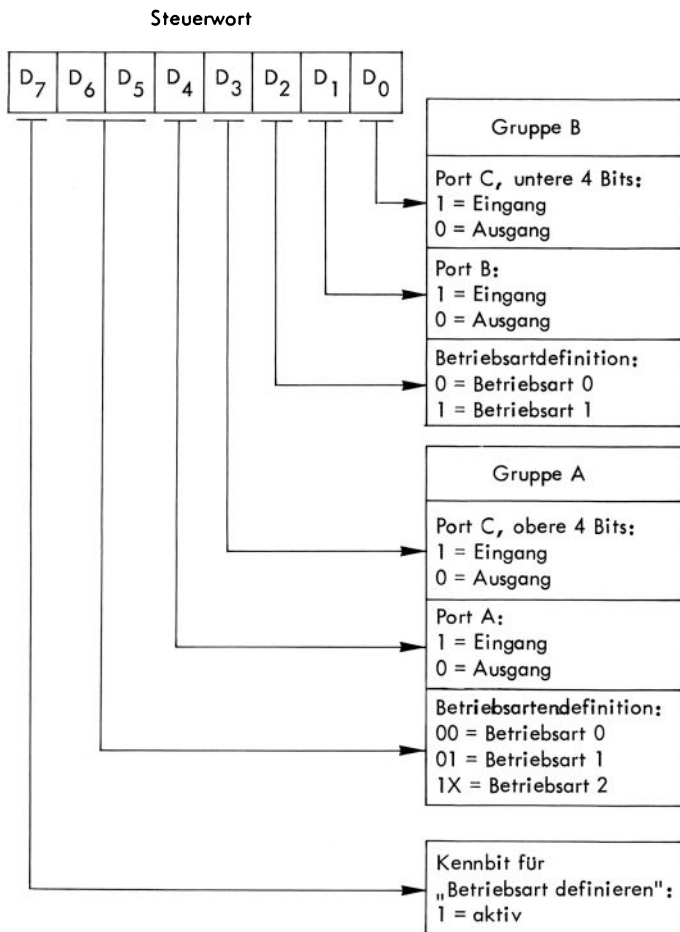 Steuerwort
D7 D6 D5 D4 D3 D2 D1 D0
Gruppe B
Port C, untere 4 Bits:
1 = Eingang
0 = Ausgang
Port B:
1 = Eingang
0 = Ausgang
Betriebsartdefinition:
0 = Betriebsart 0
1 = Betriebsart 1
Gruppe A
Port C, obere 4 Bits:
1 = Eingang
0 = Ausgang
Port A:
1 = Eingang
0 = Ausgang
Betriebsartendefinition:
00 = Betriebsart 0
01 = Betriebsart 1
1X = Betriebsart 2
Kennbit für
„Betriebsart definieren":
1 = aktiv